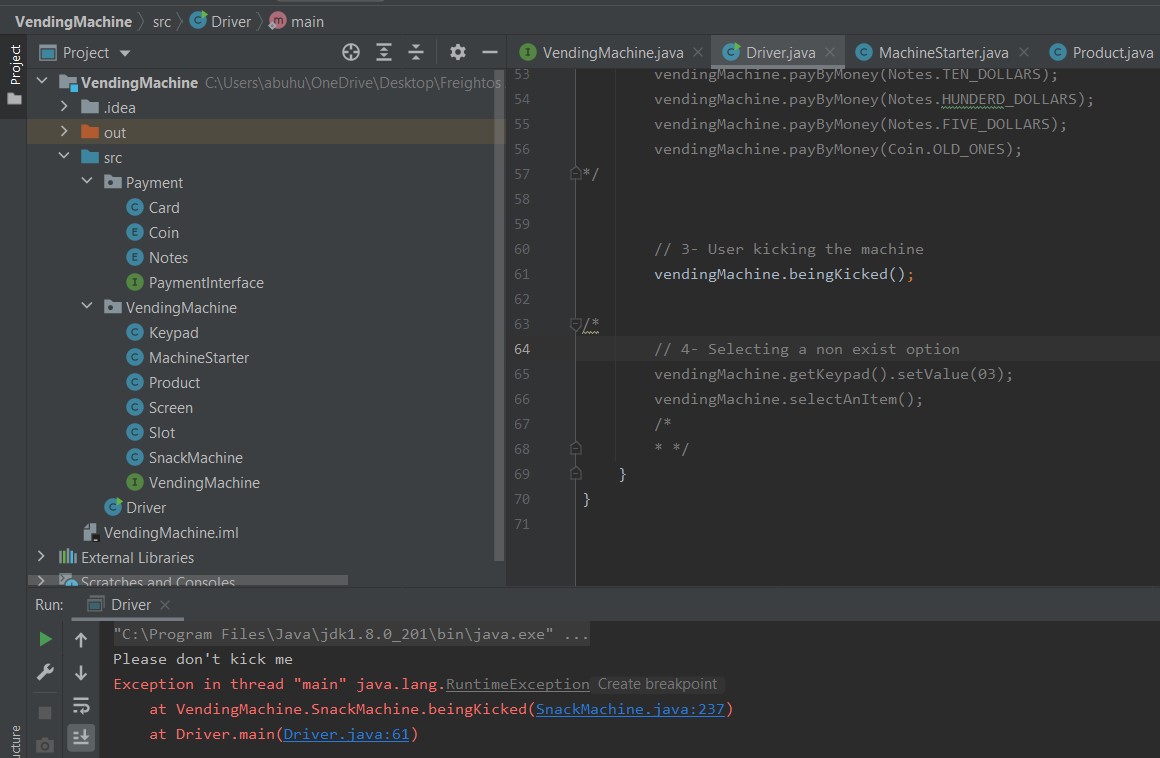 VendingMachine src Driver main
Project
Project
VendingMachine C:\Users\abuhu\OneDrive\Desktop\Freightos
.idea
out
src
Payment
Card
Coin
Notes
PaymentInterface
VendingMachine
Keypad
MachineStarter
Product
Screen
Slot
SnackMachine
VendingMachine
Driver
VendingMachine.iml
External Libraries
Scratches and Consoles
VendingMachine.java Driver.java MachineStarter.java Product.java
53 vendingMachine.payByMoney(Notes.TEN_DOLLARS);
54 vendingMachine.payByMoney(Notes.HUNDERD_DOLLARS);
55 vendingMachine.payByMoney(Notes.FIVE_DOLLARS);
56 vendingMachine.payByMoney(Coin.OLD_ONES);
57 */
58
59
60 // 3- User kicking the machine
61 vendingMachine.beingKicked();
62
63 /*
64 // 4- Selecting a non exist option
65 vendingMachine.getKeypad().setValue(03);
66 vendingMachine.selectAnItem();
67 /*
68 * */
69 }
70 }
71
Run: Driver
"C:\Program Files\Java\jdk1.8.0_201\bin\java.exe" ...
Please don't kick me
Exception in thread "main" java.lang.RuntimeException Create breakpoint
at VendingMachine.SnackMachine.beingKicked(SnackMachine.java:237)
at Driver.main(Driver.java:61)